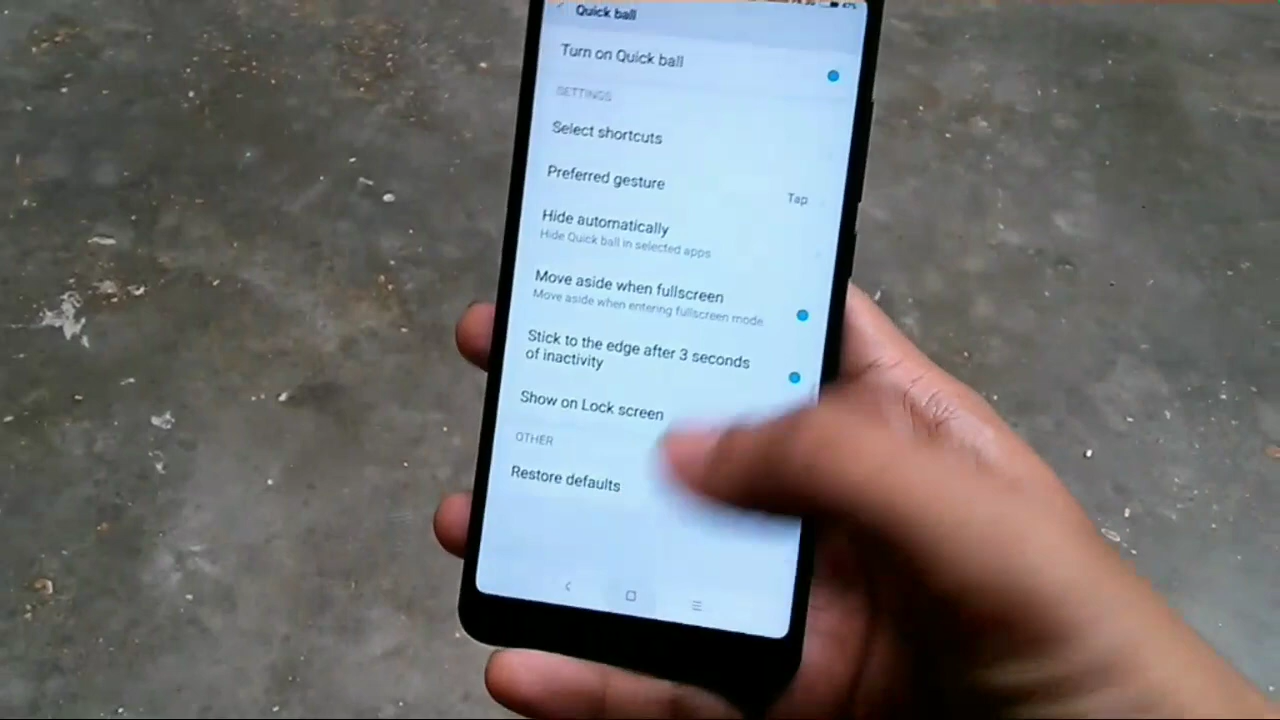 Quick ball
Turn on Quick ball
SETTINGS
Select shortcuts
Preferred gesture
Tap
Hide automatically
Hide Quick ball in selected apps
Move aside when fullscreen
Move aside when entering fullscreen mode
Stick to the edge after 3 seconds
of inactivity
Show on Lock screen
OTHER
Restore defaults